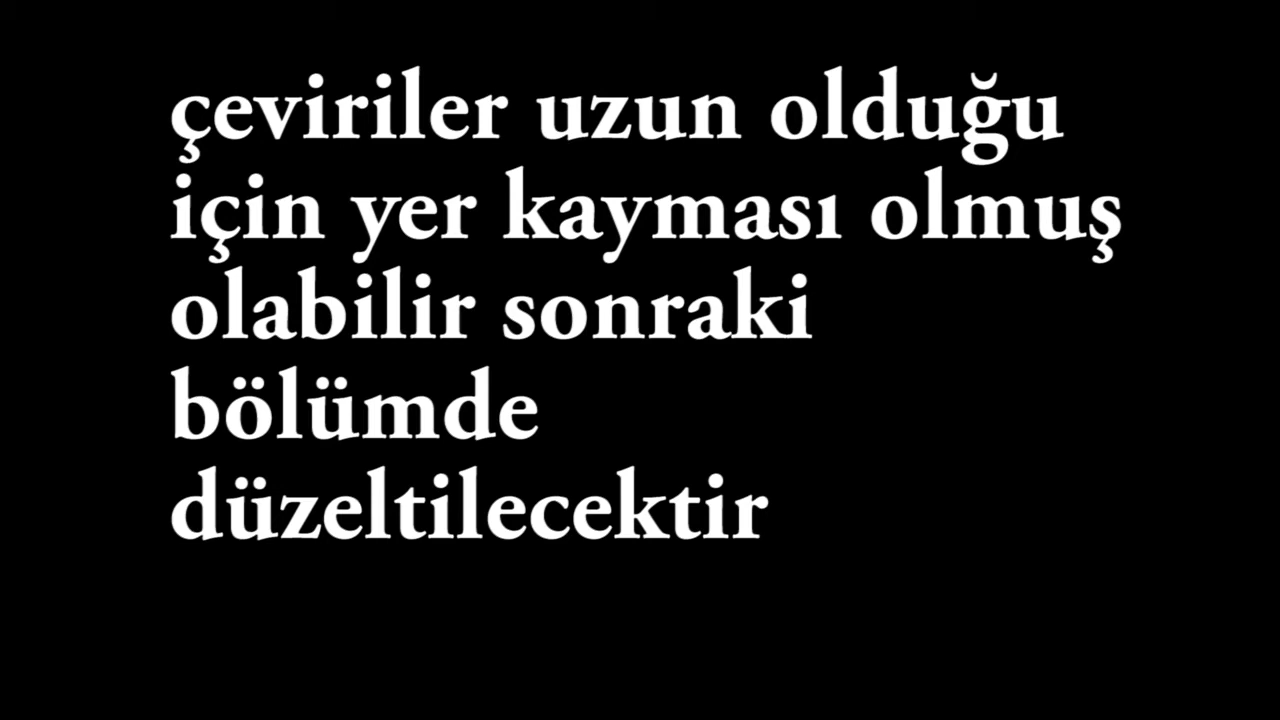 çeviriler uzun olduğu
için yer kayması olmuş
olabilir sonraki
bölümde
düzeltilecektir